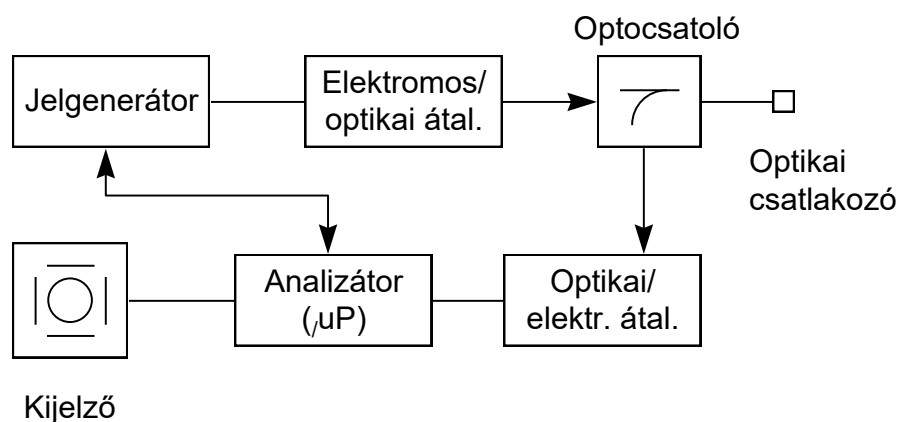 Optocsatoló
Jelgenerátor
Elektromos/
optikai átal.
Optikai
csatlakozó
Analizátor
(/uP)
Optikai/
elektr. átal.
Kijelző